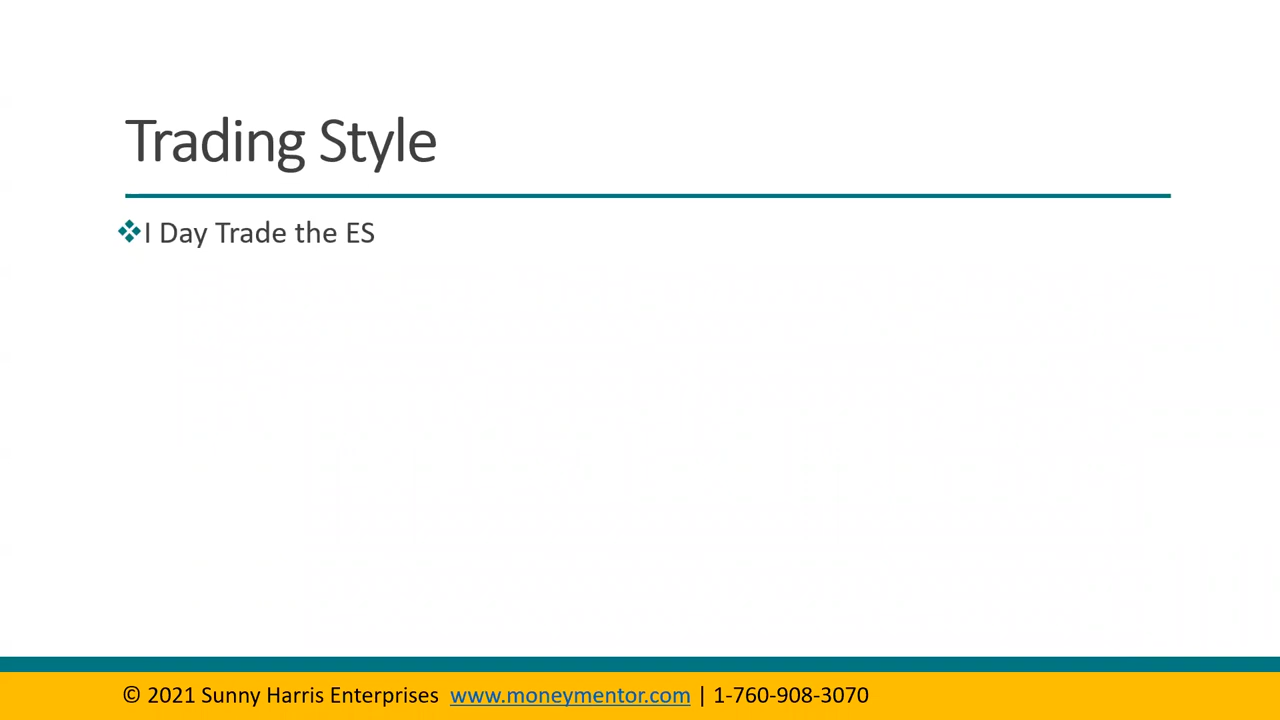 Trading Style
❖I Day Trade the ES
© 2021 Sunny Harris Enterprises www.moneymentor.com | 1-760-908-3070